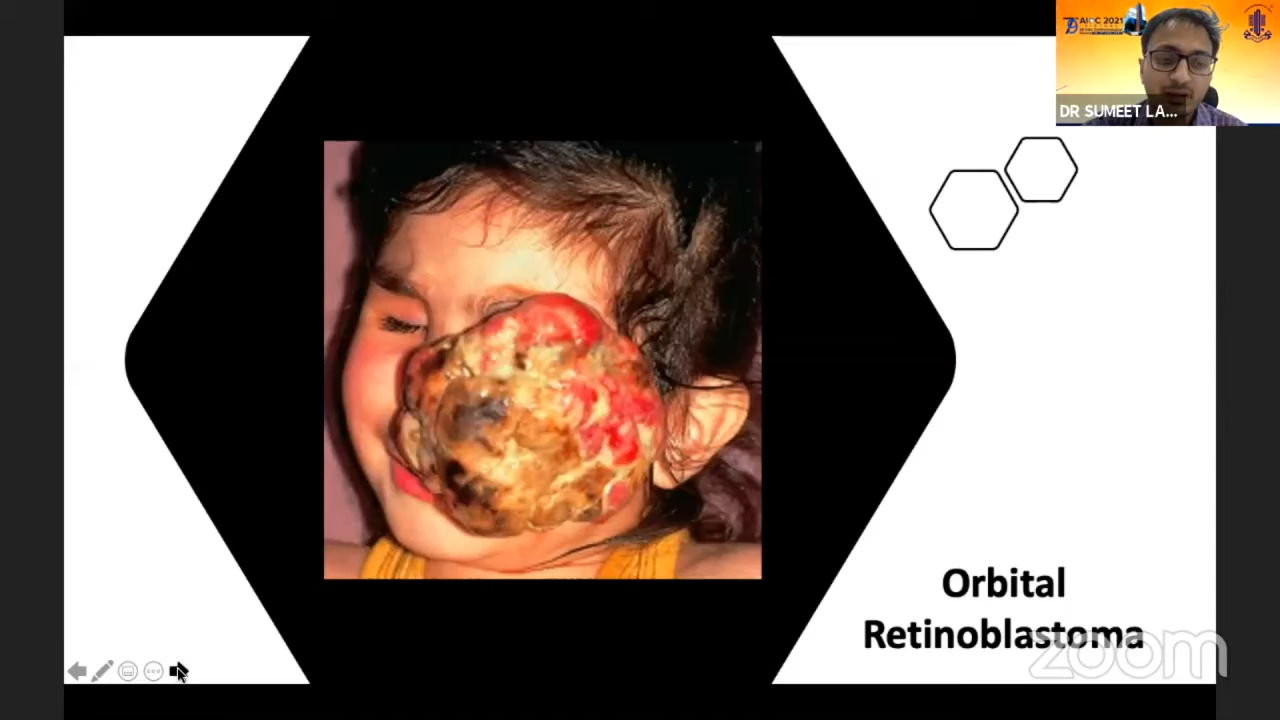 AIOC 2021
DR SUMEET LA...
Orbital
Retinoblastoma
zoom